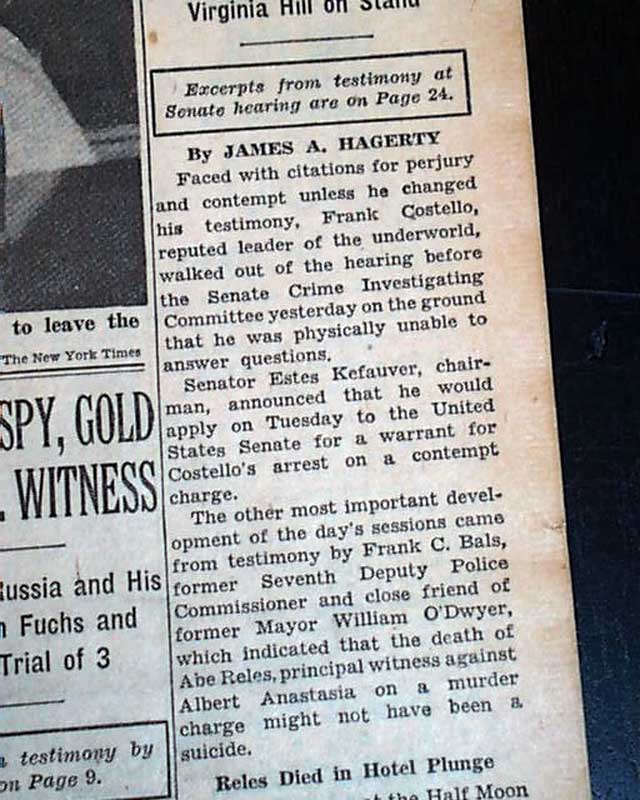 to leave the
The New York Times
SPY, GOLD
WITNESS
Russia and His
Fuchs and
Trial of 3
testimony by
on Page 9.
Virginia Hill on Stand
Excerpts from testimony at
Senate hearing are on Page 24.
By JAMES A. HAGERTY
Faced with citations for perjury
and contempt unless he changed
his testimony, Frank Costello,
reputed leader of the underworld,
walked out of the hearing before
the Senate Crime Investigating
Committee yesterday on the ground
that he was physically unable to
answer questions.
Senator Estes Kefauver, chair-
man, announced that he would
apply on Tuesday to the United
States Senate for a warrant for
Costello's arrest on a contempt
charge.
The other most important devel-
opment of the day's sessions came
from testimony by Frank C. Bals,
former Seventh Deputy Police
Commissioner and close friend of
former Mayor William O'Dwyer,
which indicated that the death of
Abe Reles, principal witness against
Albert Anastasia on a murder
charge might not have been a
suicide.
Reles Died in Hotel Plunge
the Half Moon